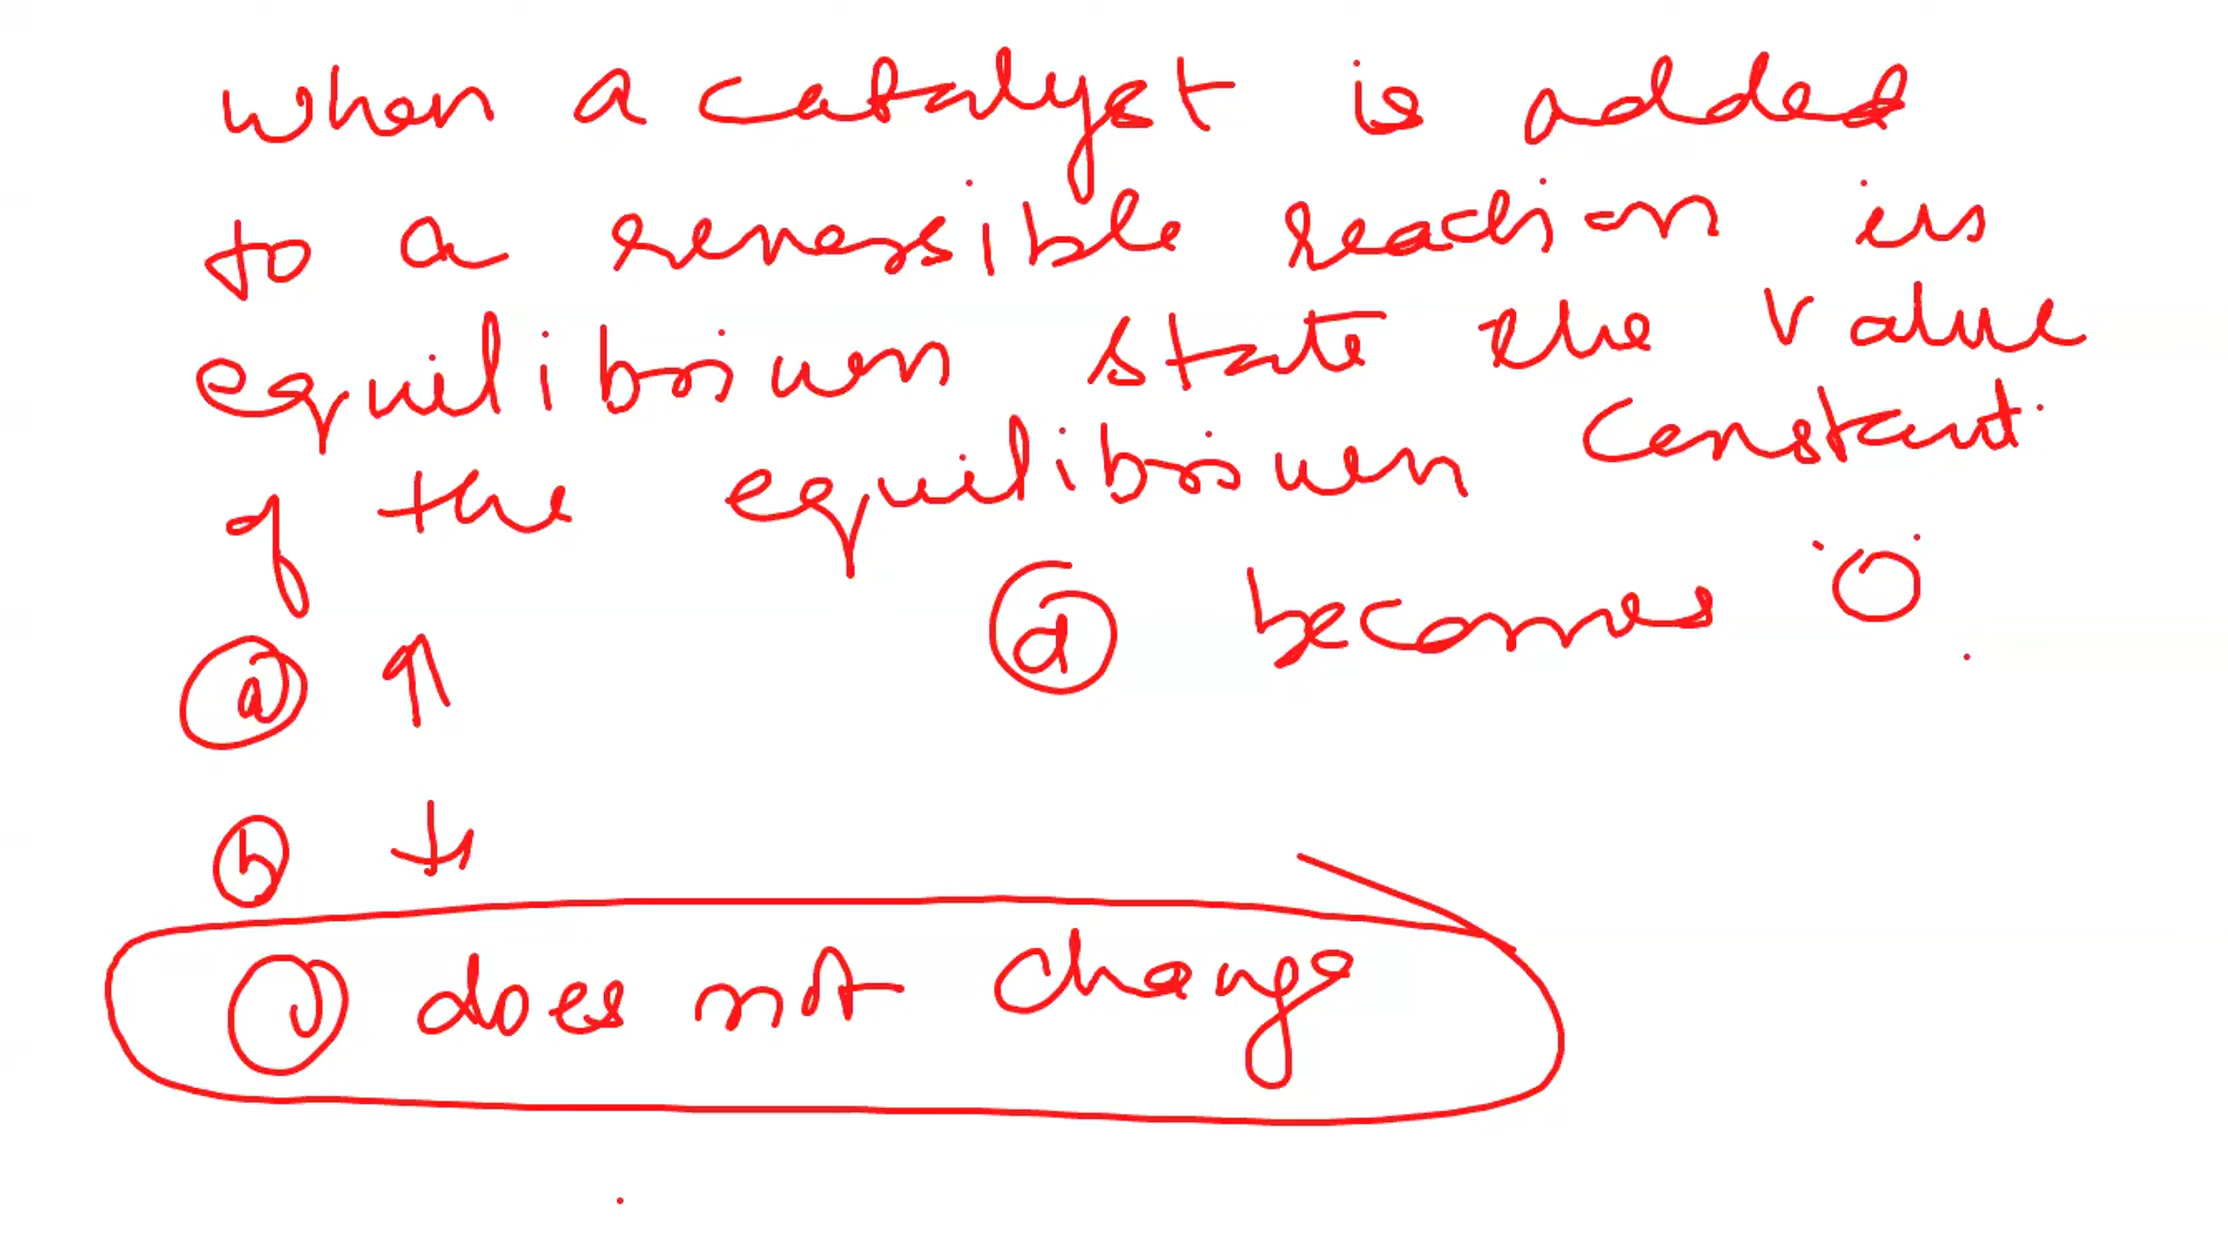 when a catalyst is added
to a reversible reaction in
equilibrium state the value
of the equilibrium constant
(a) ↑
(d) becomes 0
(b) ↓
(c) does not change